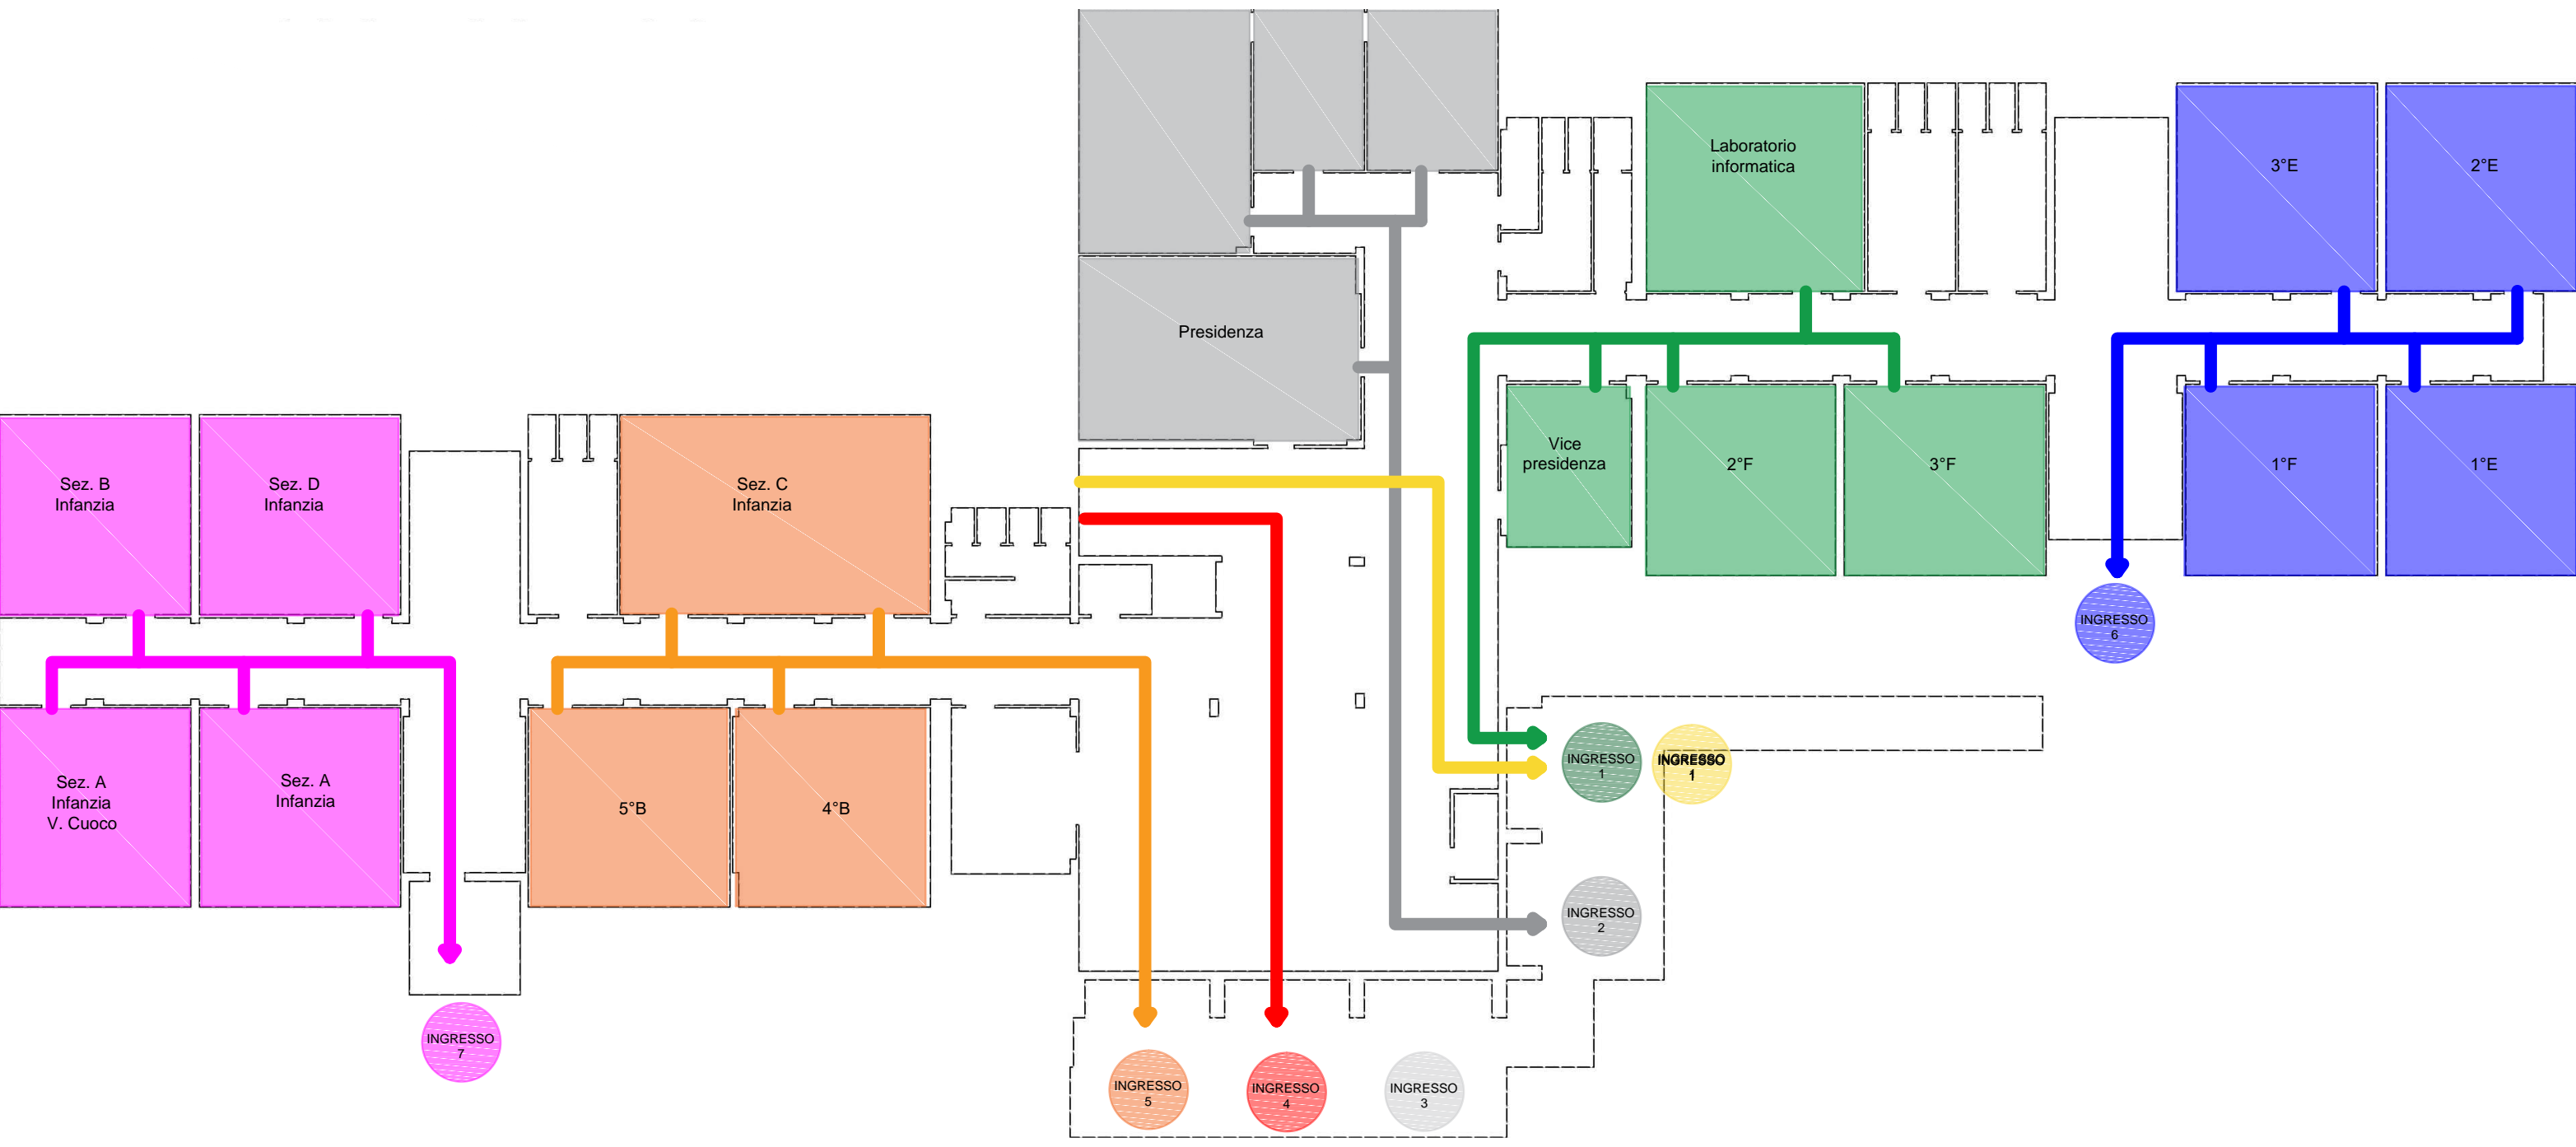 Laboratorio
informatica
3°E
2°E
Presidenza
Vice
presidenza
2°F
3°F
1°F
1°E
Sez. B
Infanzia
Sez. D
Infanzia
Sez. C
Infanzia
INGRESSO
6
Sez. A
Infanzia
V. Cuoco
Sez. A
Infanzia
5°B
4°B
INGRESSO
1
INGRESSO
1
INGRESSO
2
INGRESSO
7
INGRESSO
5
INGRESSO
4
INGRESSO
3